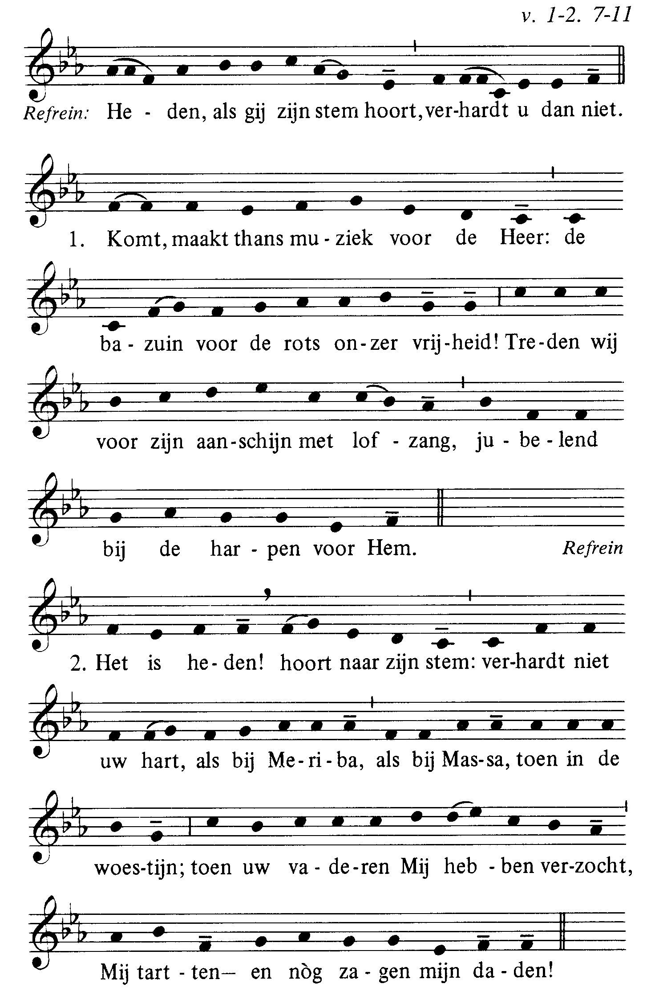 v. 1-2. 7-11
Refrein: He - den, als gij zijn stem hoort, ver-hardt u dan niet.
1. Komt, maakt thans mu - ziek voor de Heer: de
ba - zuin voor de rots on-zer vrij-heid! Tre-den wij
voor zijn aan-schijn met lof - zang, ju - be - lend
bij de har - pen voor Hem. Refrein
2. Het is he - den! hoort naar zijn stem: ver-hardt niet
uw hart, als bij Me - ri - ba, als bij Mas-sa, toen in de
woes-tijn; toen uw va - de-ren Mij heb - ben ver-zocht,
Mij tart - ten— en nòg za - gen mijn da - den!